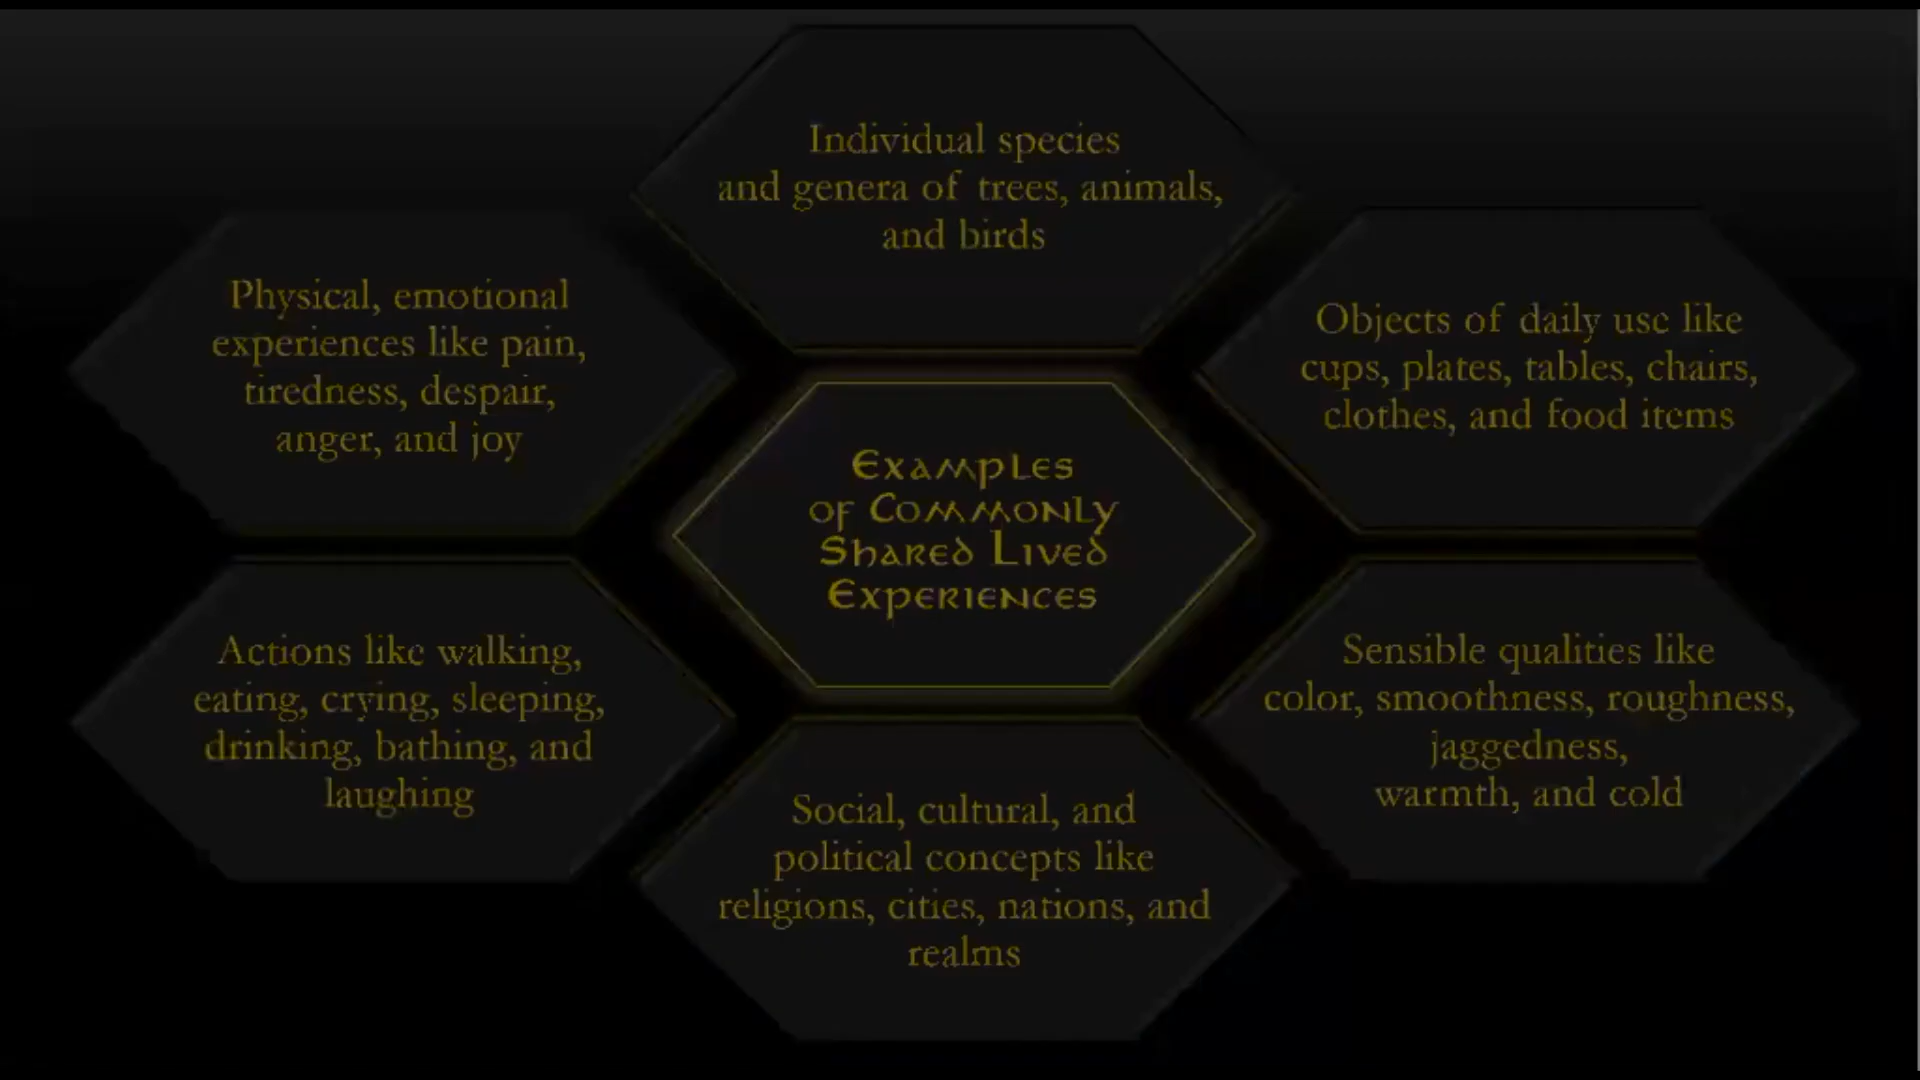 Individual species
and genera of trees, animals,
and birds
Physical, emotional
experiences like pain,
tiredness, despair,
anger, and joy
Objects of daily use like
cups, plates, tables, chairs,
clothes, and food items
Examples
of Commonly
Shared Lived
Experiences
Actions like walking,
eating, crying, sleeping,
drinking, bathing, and
laughing
Sensible qualities like
color, smoothness, roughness,
jaggedness,
warmth, and cold
Social, cultural, and
political concepts like
religions, cities, nations, and
realms